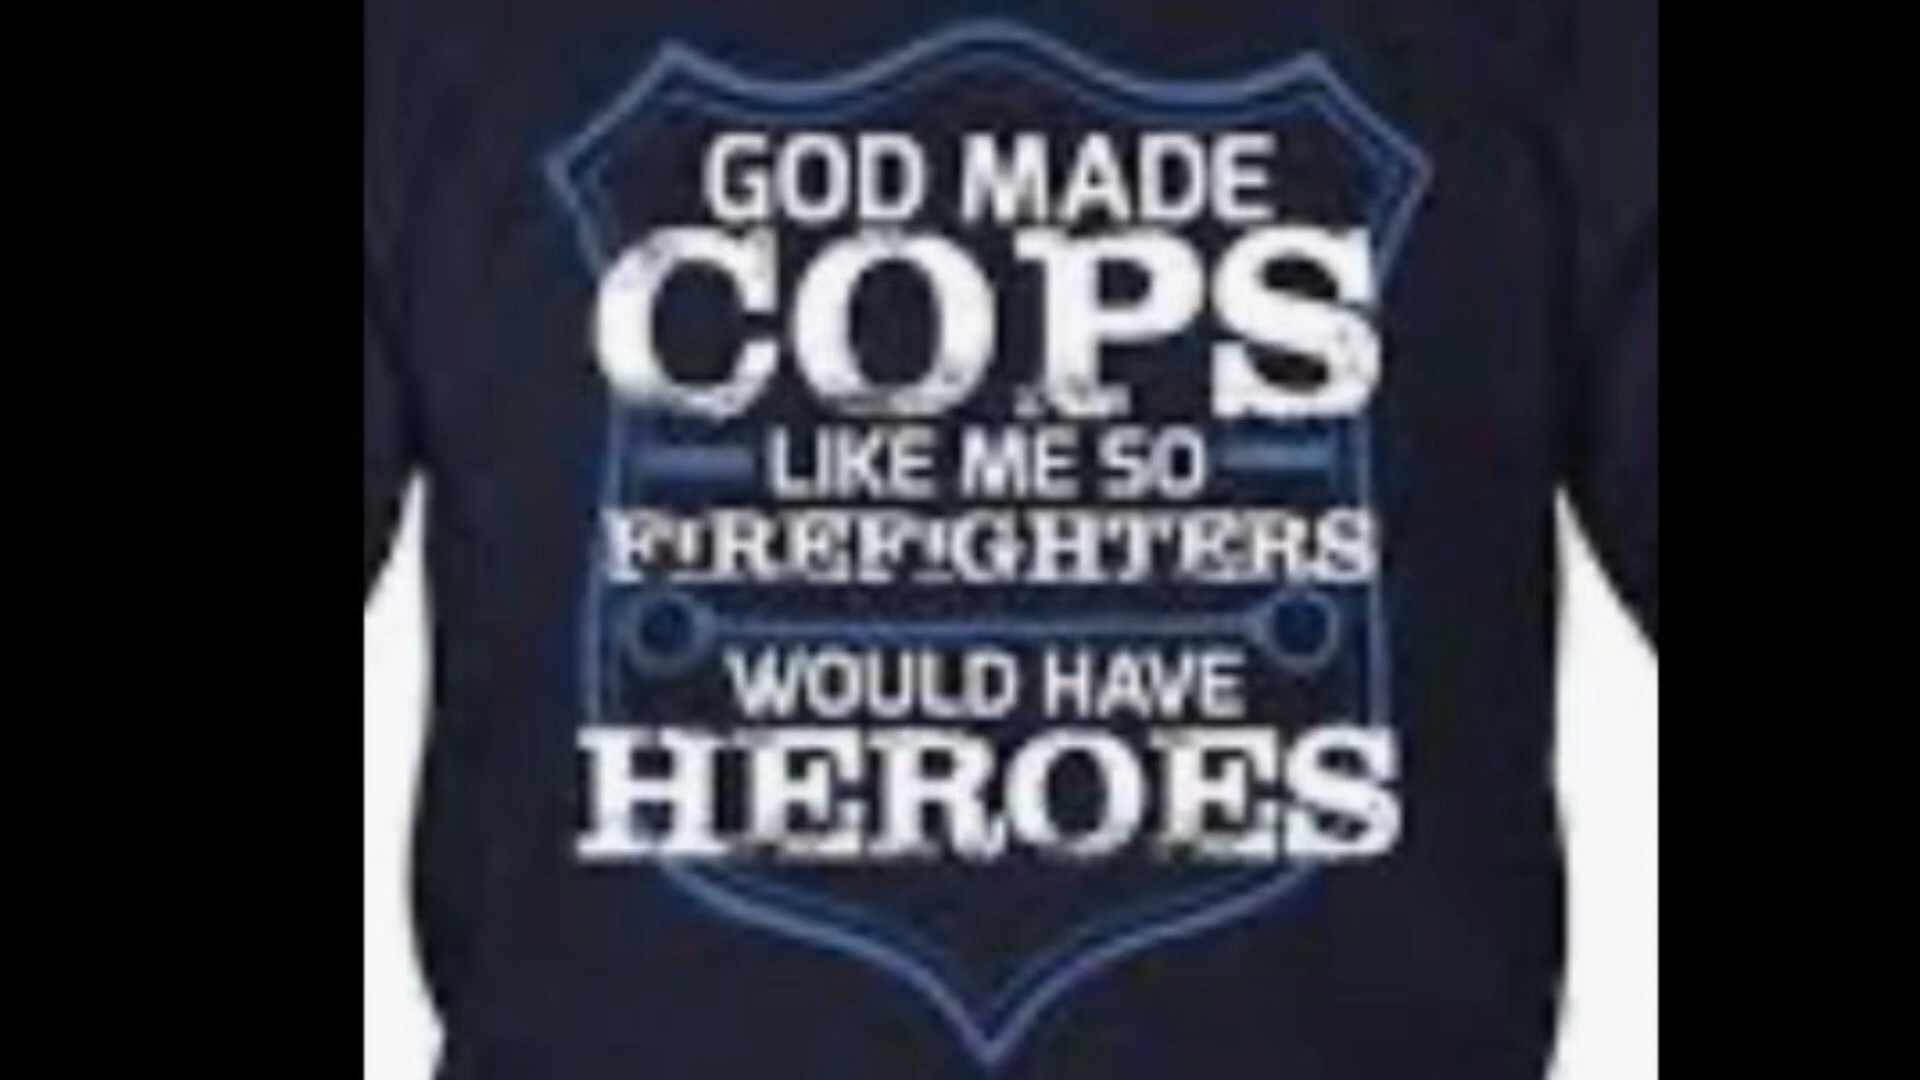 GOD MADE
COPS
LIKE ME SO
FIREFIGHTERS
WOULD HAVE
HEROES